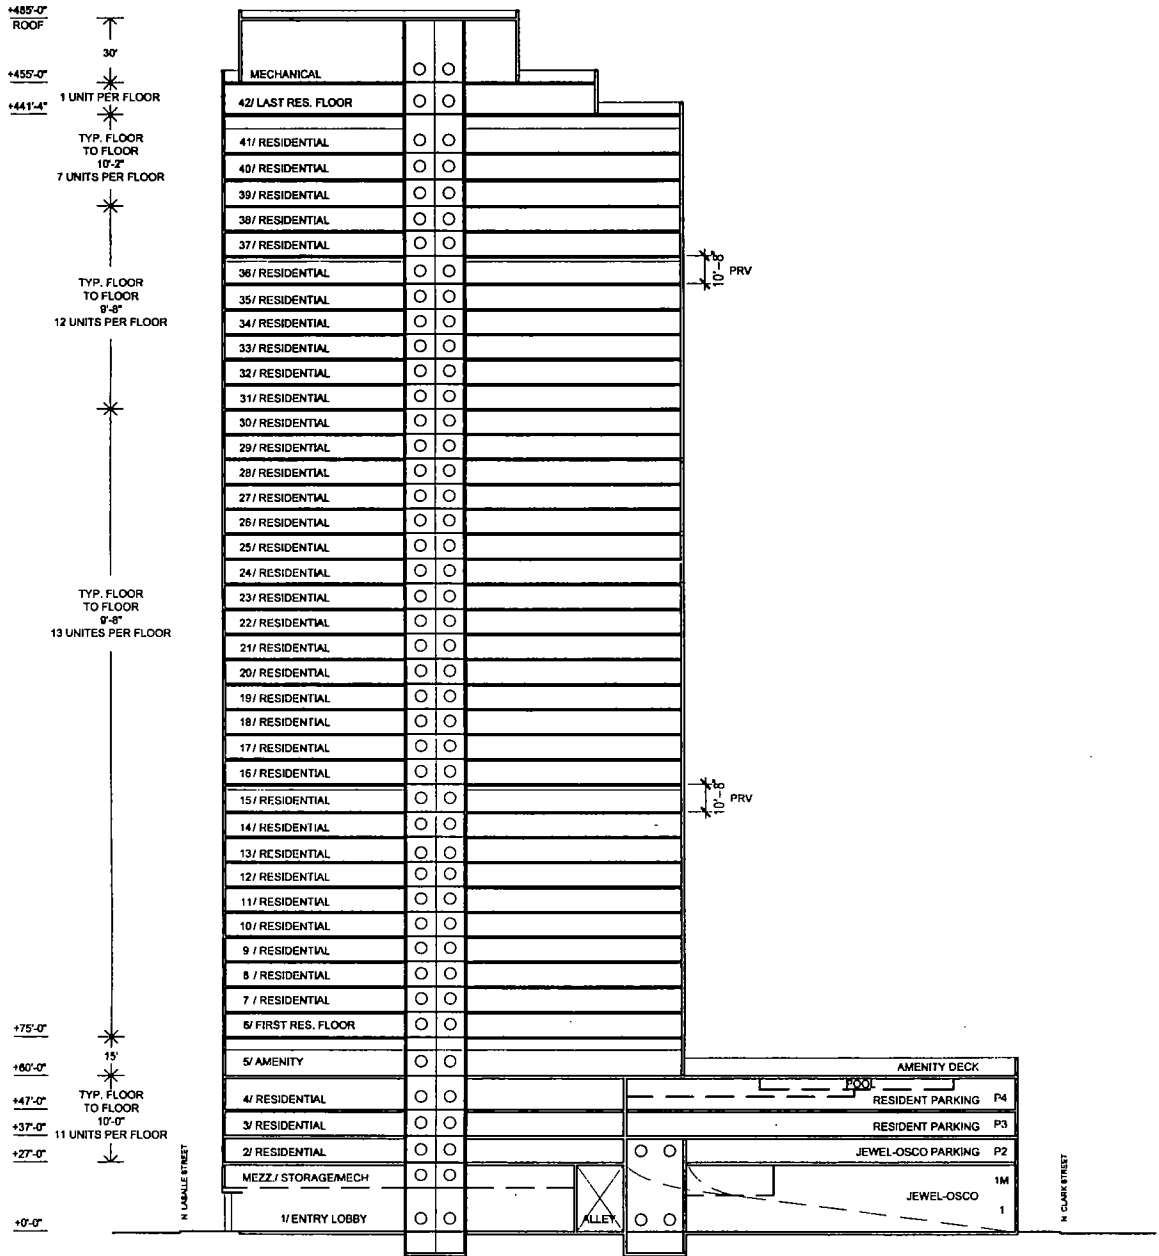 +485'-0"
ROOF
30'
+455'-0"
MECHANICAL
1 UNIT PER FLOOR
42/ LAST RES. FLOOR
+441'-4"
TYP. FLOOR
TO FLOOR
10'-2"
7 UNITS PER FLOOR
41/ RESIDENTIAL
40/ RESIDENTIAL
39/ RESIDENTIAL
38/ RESIDENTIAL
37/ RESIDENTIAL
36/ RESIDENTIAL
10'-8"
PRV
TYP. FLOOR
TO FLOOR
9'-8"
12 UNITS PER FLOOR
35/ RESIDENTIAL
34/ RESIDENTIAL
33/ RESIDENTIAL
32/ RESIDENTIAL
31/ RESIDENTIAL
30/ RESIDENTIAL
29/ RESIDENTIAL
28/ RESIDENTIAL
27/ RESIDENTIAL
26/ RESIDENTIAL
25/ RESIDENTIAL
24/ RESIDENTIAL
TYP. FLOOR
TO FLOOR
9'-8"
13 UNITES PER FLOOR
23/ RESIDENTIAL
22/ RESIDENTIAL
21/ RESIDENTIAL
20/ RESIDENTIAL
19/ RESIDENTIAL
18/ RESIDENTIAL
17/ RESIDENTIAL
16/ RESIDENTIAL
15/ RESIDENTIAL
10'-8"
PRV
14/ RESIDENTIAL
13/ RESIDENTIAL
12/ RESIDENTIAL
11/ RESIDENTIAL
10/ RESIDENTIAL
9 / RESIDENTIAL
8 / RESIDENTIAL
7 / RESIDENTIAL
6/ FIRST RES. FLOOR
+75'-0"
15'
5/ AMENITY
AMENITY DECK
+60'-0"
POOL
TYP. FLOOR
TO FLOOR
10'-0"
11 UNITS PER FLOOR
4/ RESIDENTIAL
RESIDENT PARKING P4
+47'-0"
3/ RESIDENTIAL
RESIDENT PARKING P3
+37'-0"
2/ RESIDENTIAL
JEWEL-OSCO PARKING P2
+27'-0"
MEZZ./ STORAGE/MECH
1M
JEWEL-OSCO
1
N LASALLE STREET
N CLARK STREET
1/ ENTRY LOBBY
ALLEY
+0'-0"